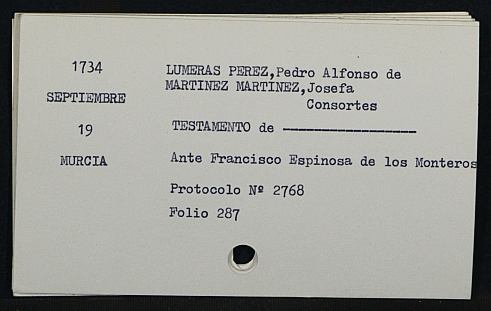 1734
LUMERAS PEREZ,Pedro Alfonso de
MARTINEZ MARTINEZ,Josefa
SEPTIEMBRE
Consortes
19
TESTAMENTO de -------------------
MURCIA
Ante Francisco Espinosa de los Monteros
Protocolo Nº 2768
Folio 287